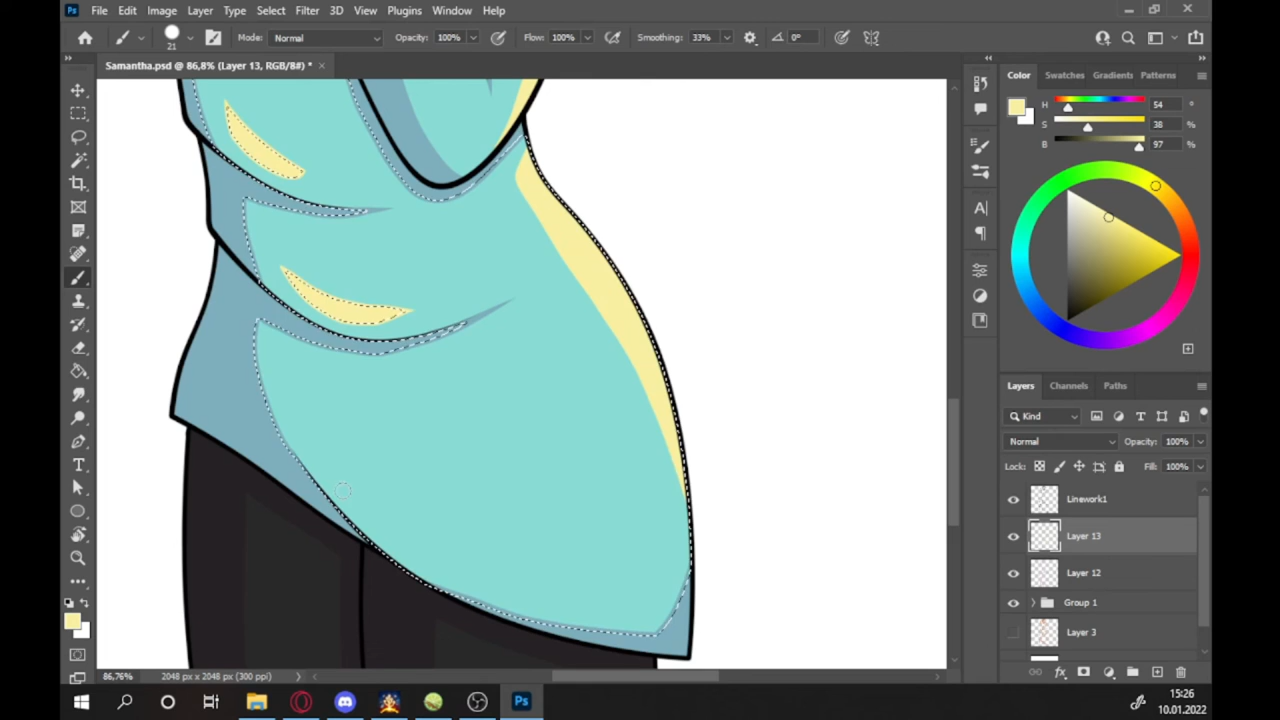 Ps File Edit Image Layer Type Select Filter 3D View Plugins Window Help
21 Mode: Normal Opacity: 100% Flow: 100% Smoothing: 33% 0°
Samantha.psd @ 86,8% (Layer 13, RGB/8#) *
Color Swatches Gradients Patterns
H 54 °
S 38 %
B 97 %
Layers Channels Paths
Kind
Normal Opacity: 100%
Lock: Fill: 100%
Linework1
Layer 13
Layer 12
Group 1
Layer 3
86,76% 2048 px x 2048 px (300 ppi)
Ps
15:26
10.01.2022